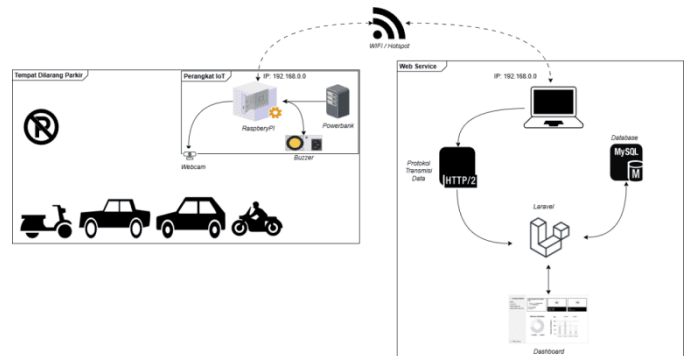 WIFI / Hotspot
Tempat Dilarang Parkir
Perangkat IoT
IP: 192.168.0.0
RaspberyPI
Powerbank
Buzzer
Webcam
Web Service
IP: 192.168.0.0
Database
MySQL
M
Protokol
Transmisi
Data
HTTP/2
Laravel
Dashboard